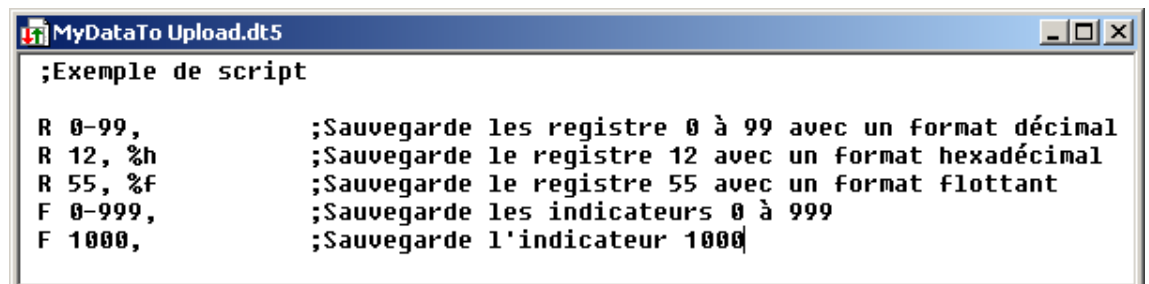 MyDataTo Upload.dt5
;Exemple de script
R 0-99, ;Sauvegarde les registre 0 à 99 avec un format décimal
R 12, %h ;Sauvegarde le registre 12 avec un format hexadécimal
R 55, %f ;Sauvegarde le registre 55 avec un format flottant
F 0-999, ;Sauvegarde les indicateurs 0 à 999
F 1000, ;Sauvegarde l'indicateur 1000